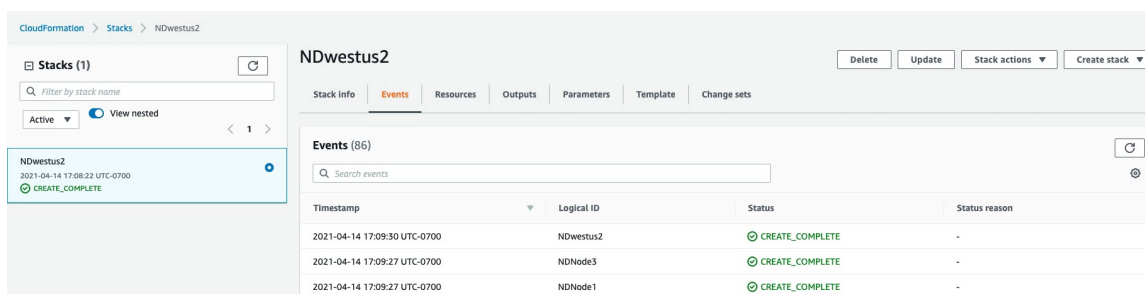 CloudFormation > Stacks > NDwestus2
Stacks (1)
Filter by stack name
Active
View nested
< 1 >
NDwestus2
2021-04-14 17:08:22 UTC-0700
CREATE_COMPLETE
NDwestus2
Delete Update Stack actions Create stack
Stack info Events Resources Outputs Parameters Template Change sets
Events (86)
Search events
Timestamp Logical ID Status Status reason
2021-04-14 17:09:30 UTC-0700 NDwestus2 CREATE_COMPLETE -
2021-04-14 17:09:27 UTC-0700 NDNode3 CREATE_COMPLETE -
2021-04-14 17:09:27 UTC-0700 NDNode1 CREATE_COMPLETE -